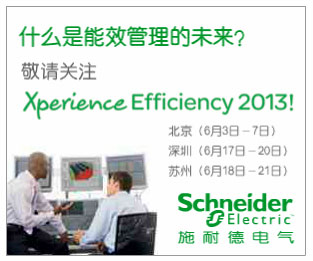 什么是能效管理的未来?
敬请关注
Xperience Efficiency 2013!
北京（6月3日－7日）
深圳（6月17日－20日）
苏州（6月18日－21日）
Schneider
Electric
施耐德电气